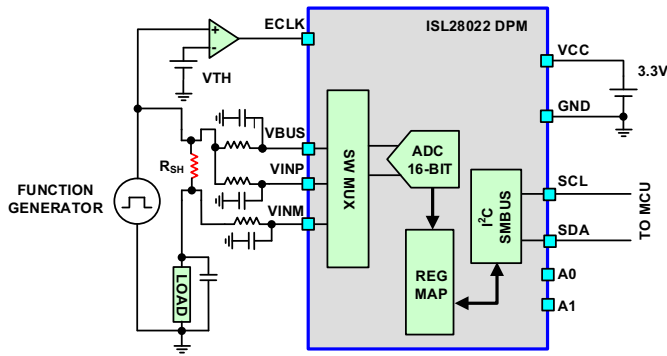 ECLK
ISL28022 DPM
+
-
VTH
VCC
3.3V
GND
VBUS
RSH
VINP
VINM
SW MUX
ADC
16-BIT
FUNCTION
GENERATOR
SCL
I2C
SMBUS
SDA
TO MCU
REG
MAP
A0
A1
LOAD